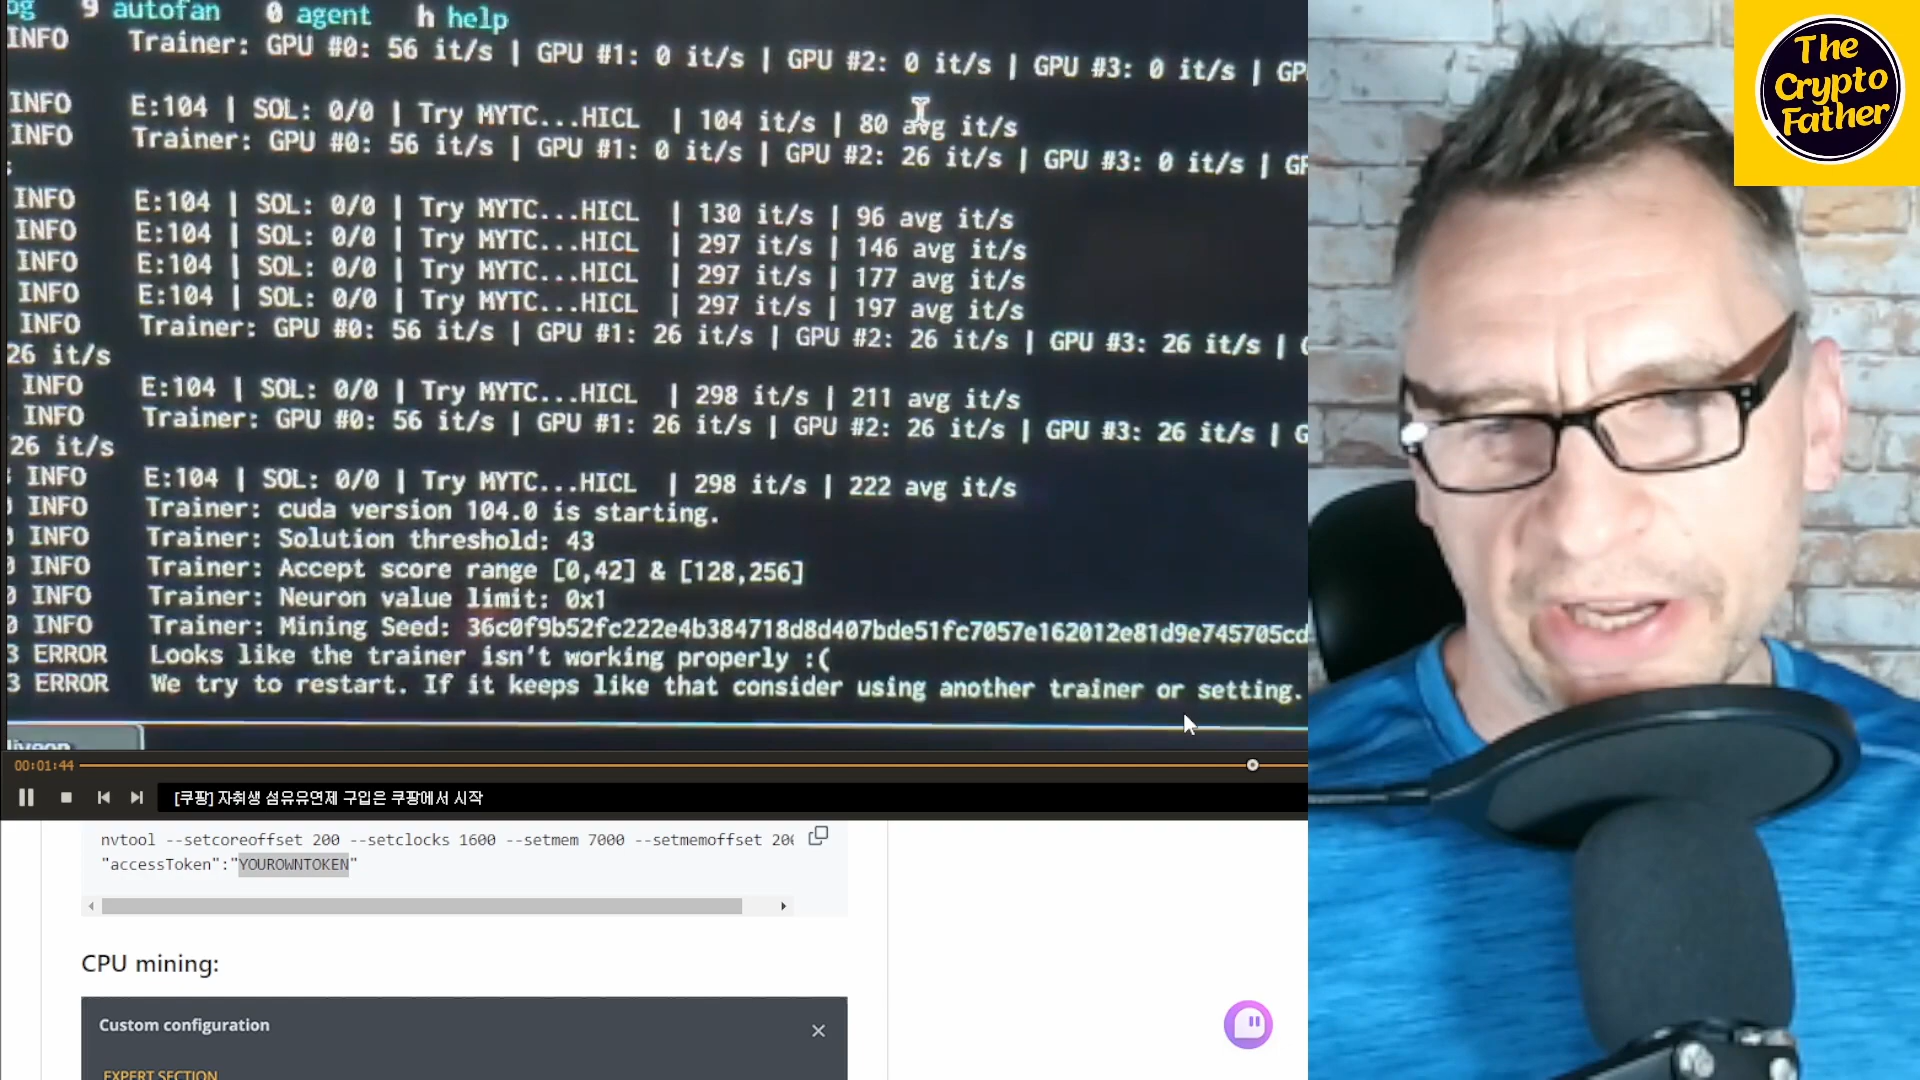 9 autofan 0 agent h help
INFO Trainer: GPU #0: 56 it/s | GPU #1: 0 it/s | GPU #2: 0 it/s | GPU #3: 0 it/s |
INFO E:104 | SOL: 0/0 | Try MYTC...HICL | 104 it/s | 80 avg it/s
INFO Trainer: GPU #0: 56 it/s | GPU #1: 0 it/s | GPU #2: 26 it/s | GPU #3: 0 it/s |
INFO E:104 | SOL: 0/0 | Try MYTC...HICL | 130 it/s | 96 avg it/s
INFO E:104 | SOL: 0/0 | Try MYTC...HICL | 297 it/s | 146 avg it/s
INFO E:104 | SOL: 0/0 | Try MYTC...HICL | 297 it/s | 177 avg it/s
INFO E:104 | SOL: 0/0 | Try MYTC...HICL | 297 it/s | 197 avg it/s
INFO Trainer: GPU #0: 56 it/s | GPU #1: 26 it/s | GPU #2: 26 it/s | GPU #3: 26 it/s |
26 it/s
INFO E:104 | SOL: 0/0 | Try MYTC...HICL | 298 it/s | 211 avg it/s
INFO Trainer: GPU #0: 56 it/s | GPU #1: 26 it/s | GPU #2: 26 it/s | GPU #3: 26 it/s |
26 it/s
INFO E:104 | SOL: 0/0 | Try MYTC...HICL | 298 it/s | 222 avg it/s
INFO Trainer: cuda version 104.0 is starting.
INFO Trainer: Solution threshold: 43
INFO Trainer: Accept score range [0,42] & [128,256]
INFO Trainer: Neuron value limit: 0x1
0 INFO Trainer: Mining Seed: 36c0f9b52fc222e4b384718d8d407bde51fc7057e162012e81d9e745705cd
3 ERROR Looks like the trainer isn't working properly :(
3 ERROR We try to restart. If it keeps like that consider using another trainer or setting.
00:01:44
[쿠팡] 자취생 섬유유연제 구입은 쿠팡에서 시작
nvtool --setcoreoffset 200 --setclocks 1600 --setmem 7000 --setmemoffset 200
"accessToken":"YOUROWNTOKEN"
CPU mining:
Custom configuration
EXPERT SECTION
The
Crypto
Father